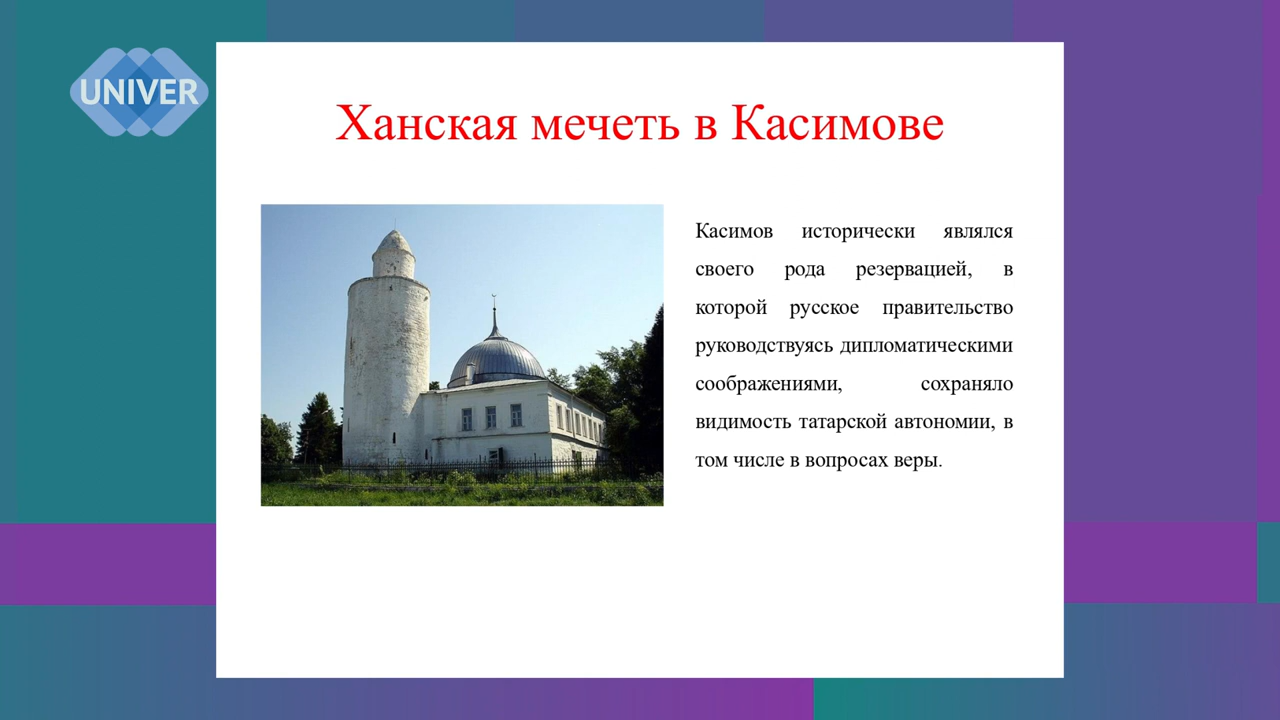 UNIVER
Ханская мечеть в Касимове
Касимов исторически являлся
своего рода резервацией, в
которой русское правительство
руководствуясь дипломатическими
соображениями, сохраняло
видимость татарской автономии, в
том числе в вопросах веры.